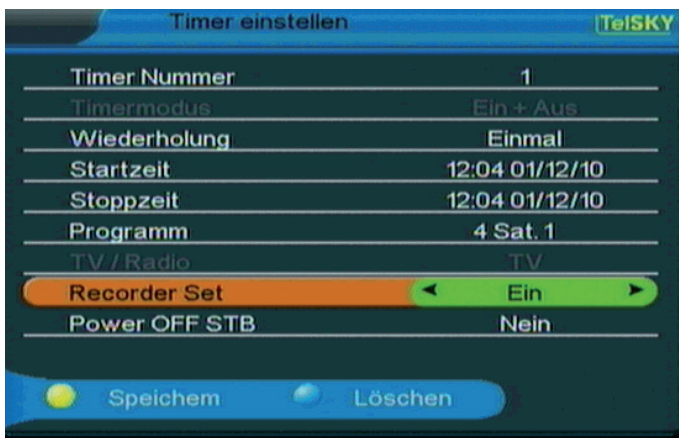 Timer einstellen TelSKY
Timer Nummer 1
Timermodus Ein + Aus
Wiederholung Einmal
Startzeit 12:04 01/12/10
Stoppzeit 12:04 01/12/10
Programm 4 Sat.1
TV / Radio TV
Recorder Set Ein
Power OFF STB Nein
Speichern Löschen